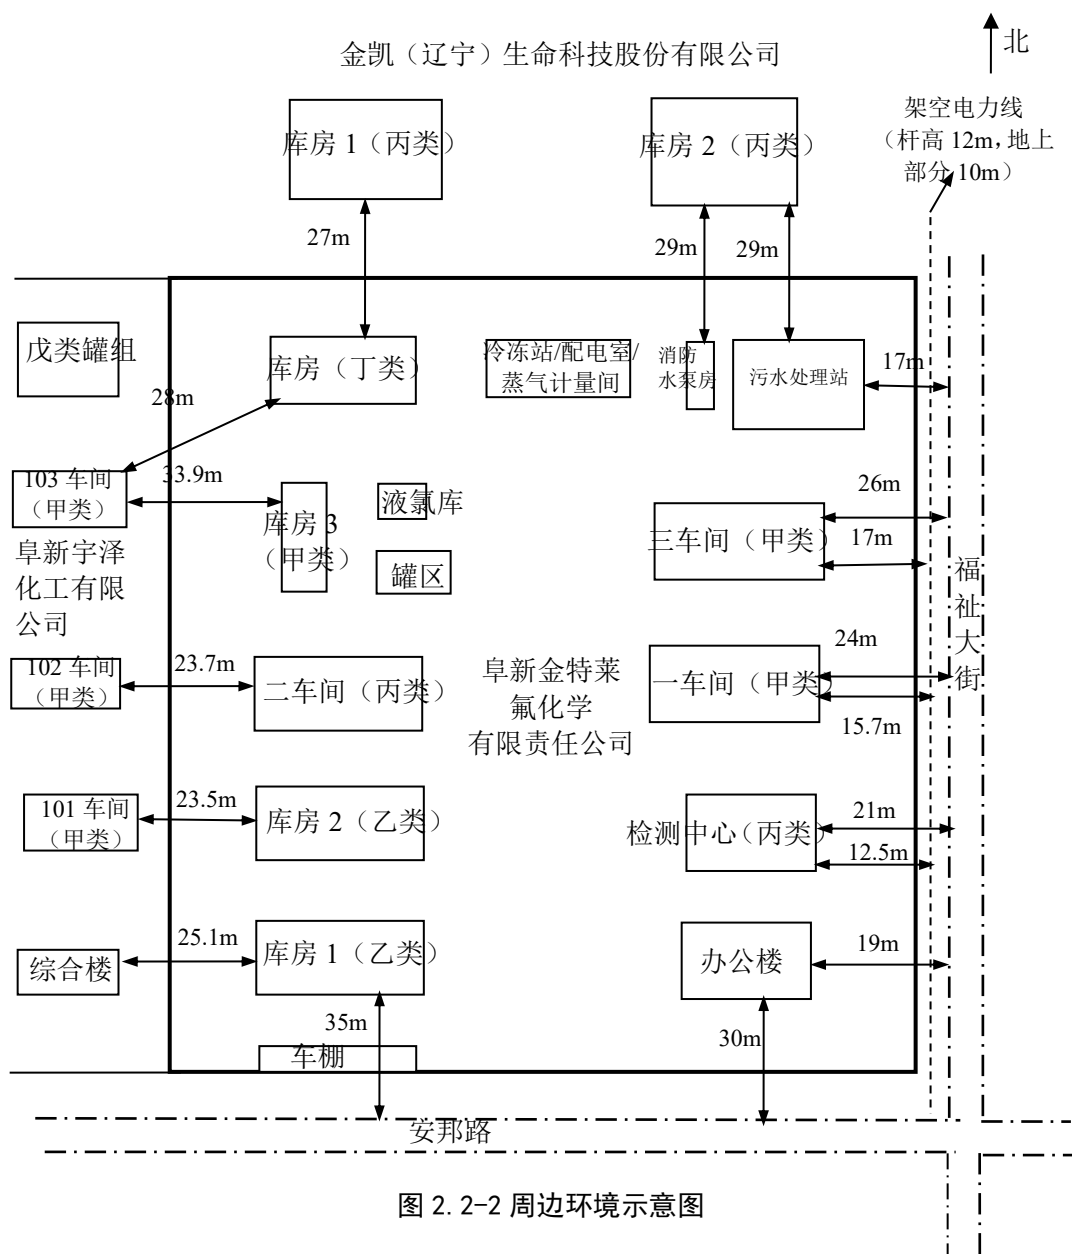 北
金凯（辽宁）生命科技股份有限公司
架空电力线
（杆高 12m，地上
部分 10m）
库房 1（丙类）
库房 2（丙类）
27m
29m
29m
戊类罐组
库房（丁类）
冷冻站/配电室/
蒸气计量间
消防
水泵房
污水处理站
17m
28m
103 车间
（甲类）
33.9m
库房 3
（甲类）
液氯库
罐区
26m
三车间（甲类）
17m
阜新宇泽
化工有限
公司
福
祉
大
街
102 车间
（甲类）
23.7m
二车间（丙类）
阜新金特莱
氟化学
有限责任公司
24m
一车间（甲类）
15.7m
101 车间
（甲类）
23.5m
库房 2（乙类）
检测中心（丙类）
21m
12.5m
综合楼
25.1m
库房 1（乙类）
办公楼
19m
35m
30m
车棚
安邦路
图 2.2-2 周边环境示意图